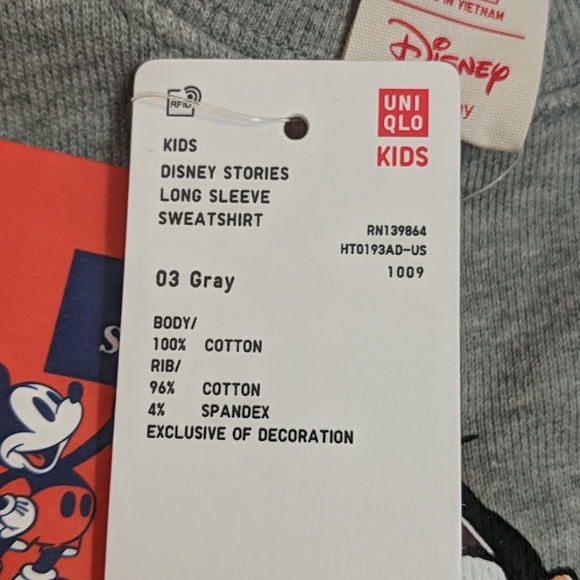 IN VIETNAM
Disney
RFID
UNI
QLO
KIDS
KIDS
DISNEY STORIES
LONG SLEEVE
SWEATSHIRT
RN139864
HT0193AD-US
1009
03 Gray
BODY/
100% COTTON
RIB/
96% COTTON
4% SPANDEX
EXCLUSIVE OF DECORATION
S